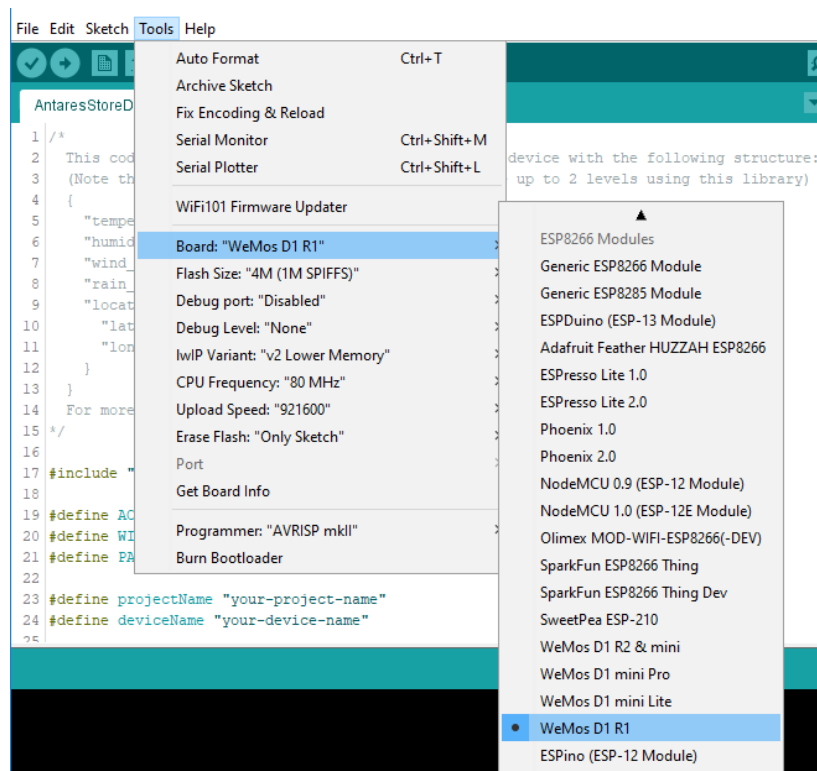 File Edit Sketch Tools Help
AntaresStoreD
Auto Format Ctrl+T
Archive Sketch
Fix Encoding & Reload
Serial Monitor Ctrl+Shift+M
Serial Plotter Ctrl+Shift+L
WiFi101 Firmware Updater
Board: "WeMos D1 R1"
Flash Size: "4M (1M SPIFFS)"
Debug port: "Disabled"
Debug Level: "None"
lwIP Variant: "v2 Lower Memory"
CPU Frequency: "80 MHz"
Upload Speed: "921600"
Erase Flash: "Only Sketch"
Port
Get Board Info
Programmer: "AVRISP mkII"
Burn Bootloader
ESP8266 Modules
Generic ESP8266 Module
Generic ESP8285 Module
ESPDuino (ESP-13 Module)
Adafruit Feather HUZZAH ESP8266
ESPresso Lite 1.0
ESPresso Lite 2.0
Phoenix 1.0
Phoenix 2.0
NodeMCU 0.9 (ESP-12 Module)
NodeMCU 1.0 (ESP-12E Module)
Olimex MOD-WIFI-ESP8266(-DEV)
SparkFun ESP8266 Thing
SparkFun ESP8266 Thing Dev
SweetPea ESP-210
WeMos D1 R2 & mini
WeMos D1 mini Pro
WeMos D1 mini Lite
WeMos D1 R1
ESPino (ESP-12 Module)
1 /*
2 This cod device with the following structure:
3 (Note th up to 2 levels using this library)
4 {
5 "tempe
6 "humid
7 "wind_
8 "rain_
9 "locat
10 "lat
11 "lon
12 }
13 }
14 For more
15 */
16
17 #include "
18
19 #define AC
20 #define WI
21 #define PA
22
23 #define projectName "your-project-name"
24 #define deviceName "your-device-name"
25